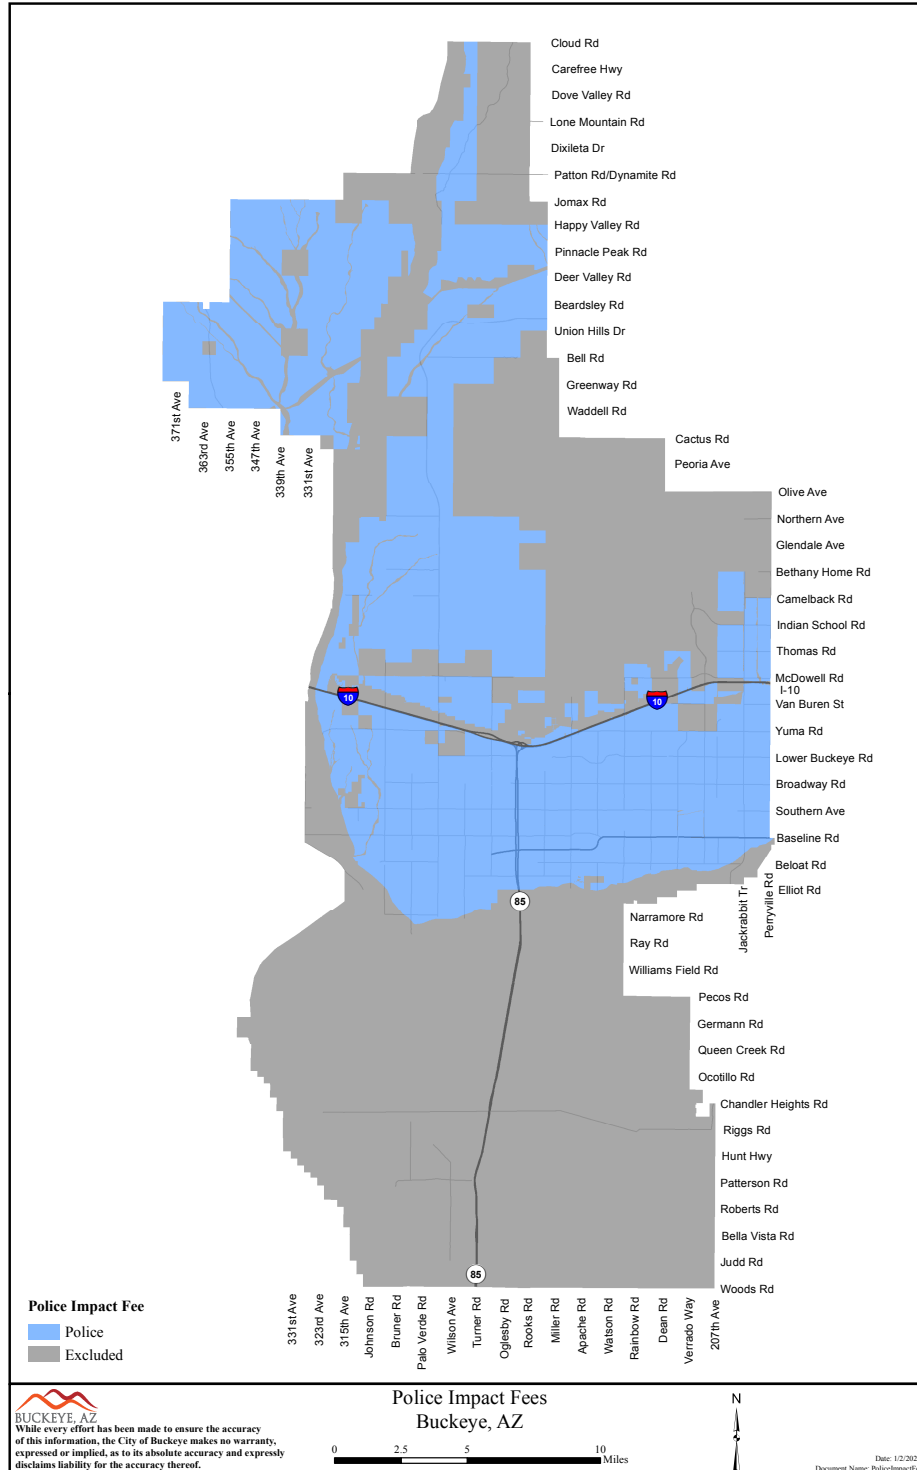 Cloud Rd
Carefree Hwy
Dove Valley Rd
Lone Mountain Rd
Dixileta Dr
Patton Rd/Dynamite Rd
Jomax Rd
Happy Valley Rd
Pinnacle Peak Rd
Deer Valley Rd
Beardsley Rd
Union Hills Dr
Bell Rd
Greenway Rd
Waddell Rd
Cactus Rd
Peoria Ave
Olive Ave
Northern Ave
Glendale Ave
Bethany Home Rd
Camelback Rd
Indian School Rd
Thomas Rd
McDowell Rd
I-10
Van Buren St
Yuma Rd
Lower Buckeye Rd
Broadway Rd
Southern Ave
Baseline Rd
Beloat Rd
Elliot Rd
371st Ave
363rd Ave
355th Ave
347th Ave
339th Ave
331st Ave
10
10
85
Jackrabbit Tr
Perryville Rd
Narramore Rd
Ray Rd
Williams Field Rd
Pecos Rd
Germann Rd
Queen Creek Rd
Ocotillo Rd
Chandler Heights Rd
Riggs Rd
Hunt Hwy
Patterson Rd
Roberts Rd
Bella Vista Rd
Judd Rd
Woods Rd
85
331st Ave
323rd Ave
315th Ave
Johnson Rd
Bruner Rd
Palo Verde Rd
Wilson Ave
Turner Rd
Oglesby Rd
Rooks Rd
Miller Rd
Apache Rd
Watson Rd
Rainbow Rd
Dean Rd
Verrado Way
207th Ave
Police Impact Fee
Police
Excluded
BUCKEYE, AZ
While every effort has been made to ensure the accuracy
of this information, the City of Buckeye makes no warranty,
expressed or implied, as to its absolute accuracy and expressly
disclaims liability for the accuracy thereof.
Police Impact Fees
Buckeye, AZ
0 2.5 5 10
Miles
N
Date: 1/2/202
Document Name: PoliceImpactFe